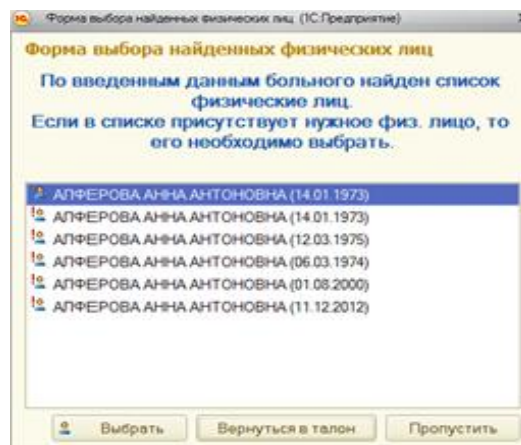 Форма выбора найденных физических лиц (1С:Предприятие)
Форма выбора найденных физических лиц
По введенным данным больного найден список
физические лиц.
Если в списке присутствует нужное физ. лицо, то
его необходимо выбрать.
АЛФЕРОВА АННА АНТОНОВНА (14.01.1973)
АЛФЕРОВА АННА АНТОНОВНА (14.01.1973)
АЛФЕРОВА АННА АНТОНОВНА (12.03.1975)
АЛФЕРОВА АННА АНТОНОВНА (06.03.1974)
АЛФЕРОВА АННА АНТОНОВНА (01.08.2000)
АЛФЕРОВА АННА АНТОНОВНА (11.12.2012)
Выбрать Вернуться в талон Пропустить